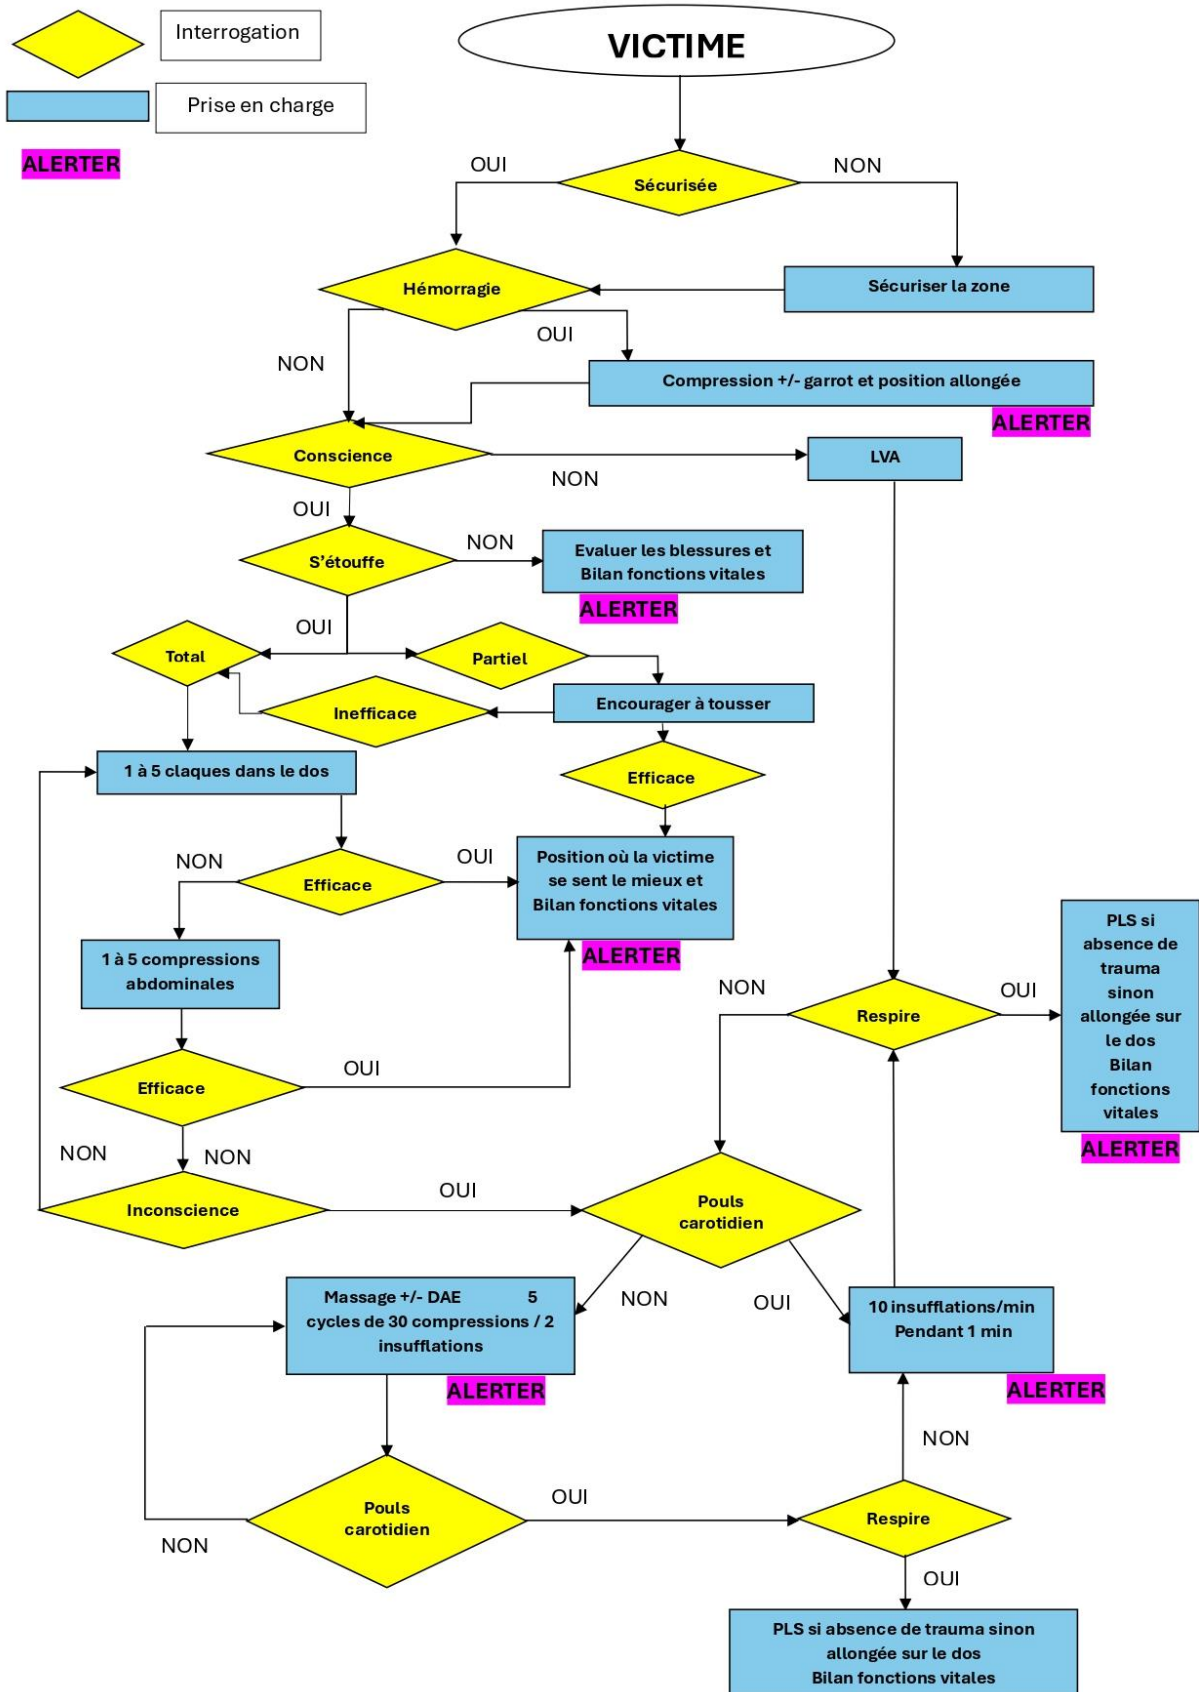 Interrogation
VICTIME
Prise en charge
ALERTER
OUI
NON
Sécurisée
Hémorragie
Sécuriser la zone
OUI
NON
Compression +/- garrot et position allongée
ALERTER
Conscience
LVA
NON
OUI
S'étouffe
NON
Evaluer les blessures et
Bilan fonctions vitales
ALERTER
OUI
Total
Partiel
Encourager à tousser
Inefficace
1 à 5 claques dans le dos
Efficace
NON
Efficace
OUI
Position où la victime
se sent le mieux et
Bilan fonctions vitales
ALERTER
1 à 5 compressions
abdominales
PLS si
absence de
trauma
sinon
allongée sur
le dos
Bilan
fonctions
vitales
ALERTER
NON
Respire
OUI
Efficace
OUI
NON
NON
Inconscience
OUI
Pouls
carotidien
NON
OUI
Massage +/- DAE 5
cycles de 30 compressions / 2
insufflations
ALERTER
10 insufflations/min
Pendant 1 min
ALERTER
NON
Pouls
carotidien
NON
OUI
Respire
OUI
PLS si absence de trauma sinon
allongée sur le dos
Bilan fonctions vitales